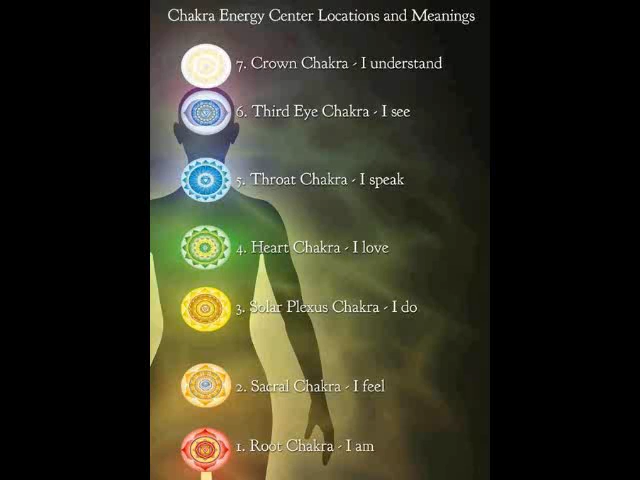 Chakra Energy Center Locations and Meanings
7. Crown Chakra - I understand
6. Third Eye Chakra - I see
5. Throat Chakra - I speak
4. Heart Chakra - I love
3. Solar Plexus Chakra - I do
2. Sacral Chakra - I feel
1. Root Chakra - I am